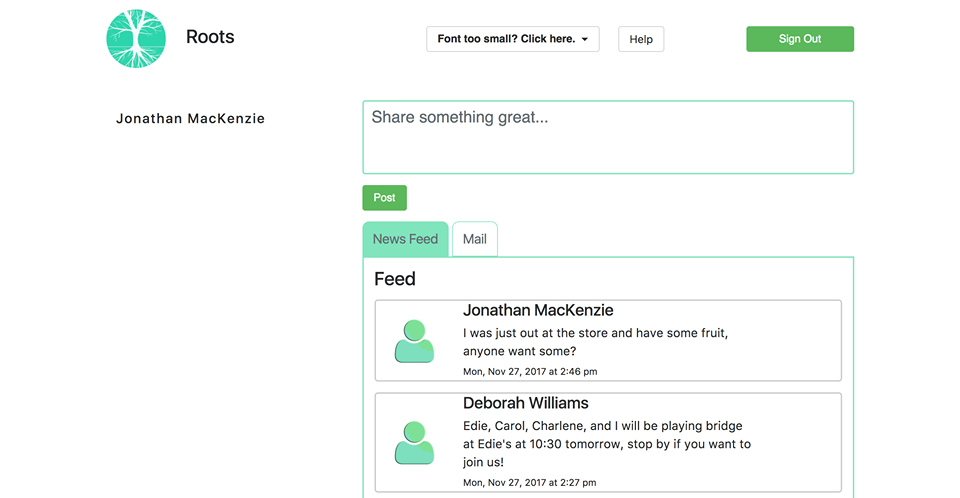 Roots
Font too small? Click here.
Help
Sign Out
Jonathan MacKenzie
Share something great...
Post
News Feed
Mail
Feed
Jonathan MacKenzie
I was just out at the store and have some fruit,
anyone want some?
Mon, Nov 27, 2017 at 2:46 pm
Deborah Williams
Edie, Carol, Charlene, and I will be playing bridge
at Edie's at 10:30 tomorrow, stop by if you want to
join us!
Mon, Nov 27, 2017 at 2:27 pm